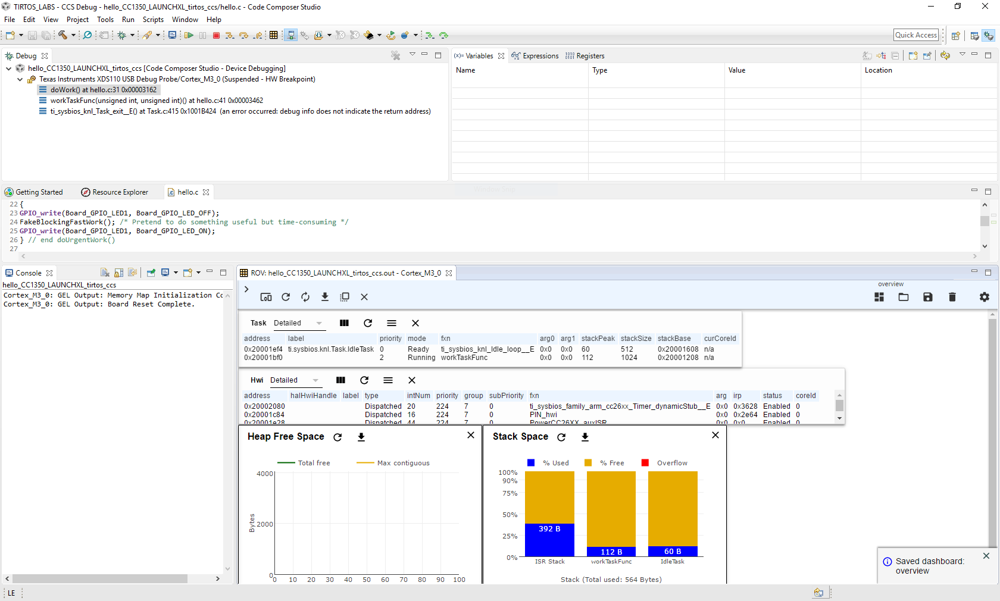 TIRTOS_LABS - CCS Debug - hello_CC1350_LAUNCHXL_tirtos_ccs/hello.c - Code Composer Studio
File Edit View Project Tools Run Scripts Window Help
Quick Access
Debug
hello_CC1350_LAUNCHXL_tirtos_ccs [Code Composer Studio - Device Debugging]
Texas Instruments XDS110 USB Debug Probe/Cortex_M3_0 (Suspended - HW Breakpoint)
doWork() at hello.c:31 0x00003162
workTaskFunc(unsigned int, unsigned int)() at hello.c:41 0x00003462
ti_sysbios_knl_Task_exit__E() at Task.c:415 0x1001B424 (an error occurred: debug info does not indicate the return address)
(x)= Variables Expressions 1010 0101 Registers
Name Type Value Location
Getting Started Resource Explorer hello.c
22 {
23 GPIO_write(Board_GPIO_LED1, Board_GPIO_LED_OFF);
24 FakeBlockingFastWork(); /* Pretend to do something useful but time-consuming */
25 GPIO_write(Board_GPIO_LED1, Board_GPIO_LED_ON);
26 } // end doUrgentWork()
27
Console
hello_CC1350_LAUNCHXL_tirtos_ccs
Cortex_M3_0: GEL Output: Memory Map Initialization Co
Cortex_M3_0: GEL Output: Board Reset Complete.
ROV: hello_CC1350_LAUNCHXL_tirtos_ccs.out - Cortex_M3_0
overview
Task Detailed
address label priority mode fxn arg0 arg1 stackPeak stackSize stackBase curCoreId
0x20001ef4 ti.sysbios.knl.Task.IdleTask 0 Ready ti_sysbios_knl_Idle_loop__E 0x0 0x0 60 512 0x20001608 n/a
0x20001bf0 2 Running workTaskFunc 0x0 0x0 112 1024 0x20001208 n/a
Hwi Detailed
address halHwiHandle label type intNum priority group subPriority fxn arg irp status coreId
0x20002080 Dispatched 20 224 7 0 ti_sysbios_family_arm_cc26xx_Timer_dynamicStub__E 0x0 0x3628 Enabled 0
0x20001c84 Dispatched 16 224 7 0 PIN_hwi 0x0 0x2e64 Enabled 0
0x20001e28 Dispatched 44 224 7 0 PowerCC26XX_auxISR 0x0 0x0 Enabled 0
Heap Free Space
Total free Max contiguous
4000
2000
0
Bytes
0 10 20 30 40 50 60 70 80 90 100
Stack Space
% Used % Free Overflow
100%
90%
75%
50%
25%
0%
392 B 112 B 60 B
ISR Stack workTaskFunc IdleTask
Stack (Total used: 564 Bytes)
Saved dashboard:
overview
LE